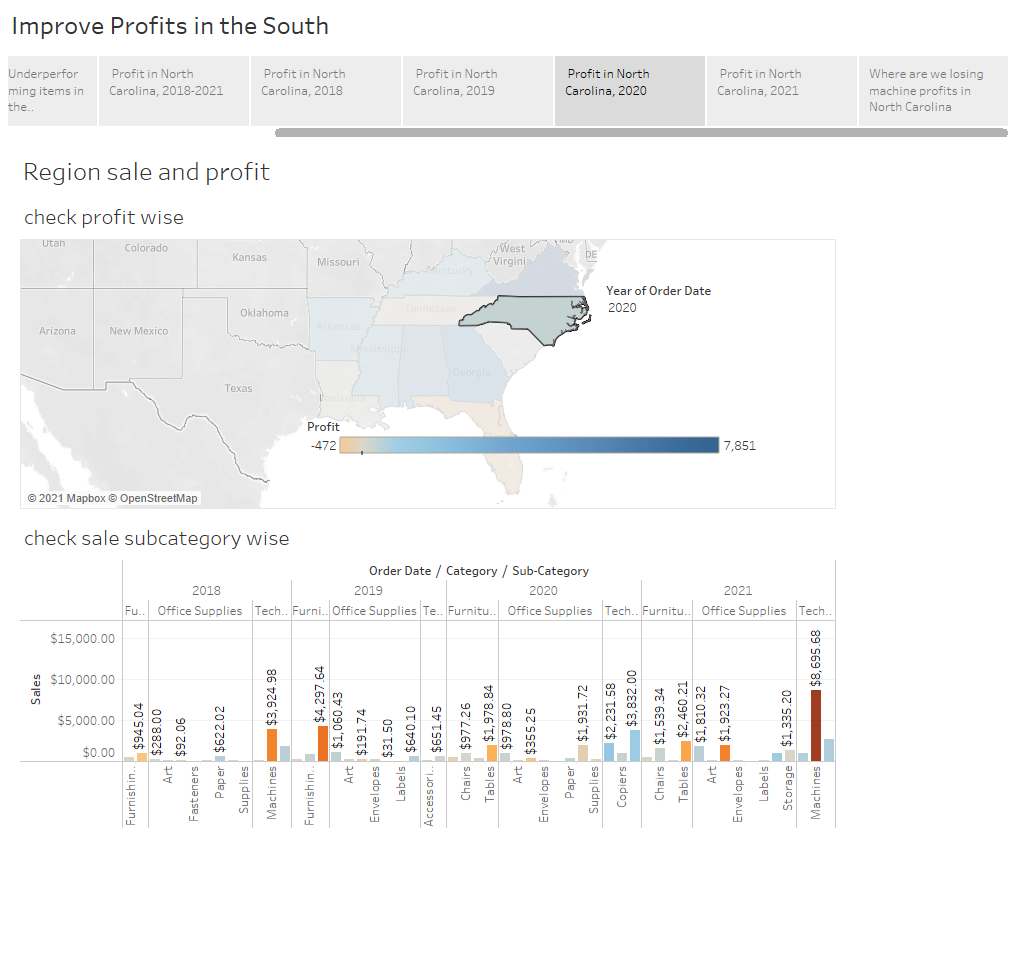 Improve Profits in the South
Underperfor
ming items in
the..
Profit in North
Carolina, 2018-2021
Profit in North
Carolina, 2018
Profit in North
Carolina, 2019
Profit in North
Carolina, 2020
Profit in North
Carolina, 2021
Where are we losing
machine profits in
North Carolina
Region sale and profit
check profit wise
Utah
Colorado
Kansas
Missouri
Kentucky
West
Virginia
MD
DE
Arizona
New Mexico
Oklahoma
Arkansas
Tennessee
Mississippi
Georgia
Texas
Louisiana
Year of Order Date
2020
Profit
-472
7,851
© 2021 Mapbox © OpenStreetMap
check sale subcategory wise
Order Date / Category / Sub-Category
2018 2019 2020 2021
Fu.. Office Supplies Tech.. Furni.. Office Supplies Te.. Furnitu.. Office Supplies Tech.. Furnitu.. Office Supplies Tech..
Sales
$15,000.00
$10,000.00
$5,000.00
$0.00
$945.04
$288.00
$92.06
$622.02
$3,924.98
$4,297.64
$1,060.43
$191.74
$31.50
$640.10
$651.45
$977.26
$1,978.84
$978.80
$355.25
$1,931.72
$2,231.58
$3,832.00
$1,539.34
$2,460.21
$1,810.32
$1,923.27
$1,335.20
$8,695.68
Furnishin..
Art
Fasteners
Paper
Supplies
Machines
Furnishin..
Art
Envelopes
Labels
Accessori..
Chairs
Tables
Art
Envelopes
Paper
Supplies
Copiers
Chairs
Tables
Art
Envelopes
Labels
Storage
Machines